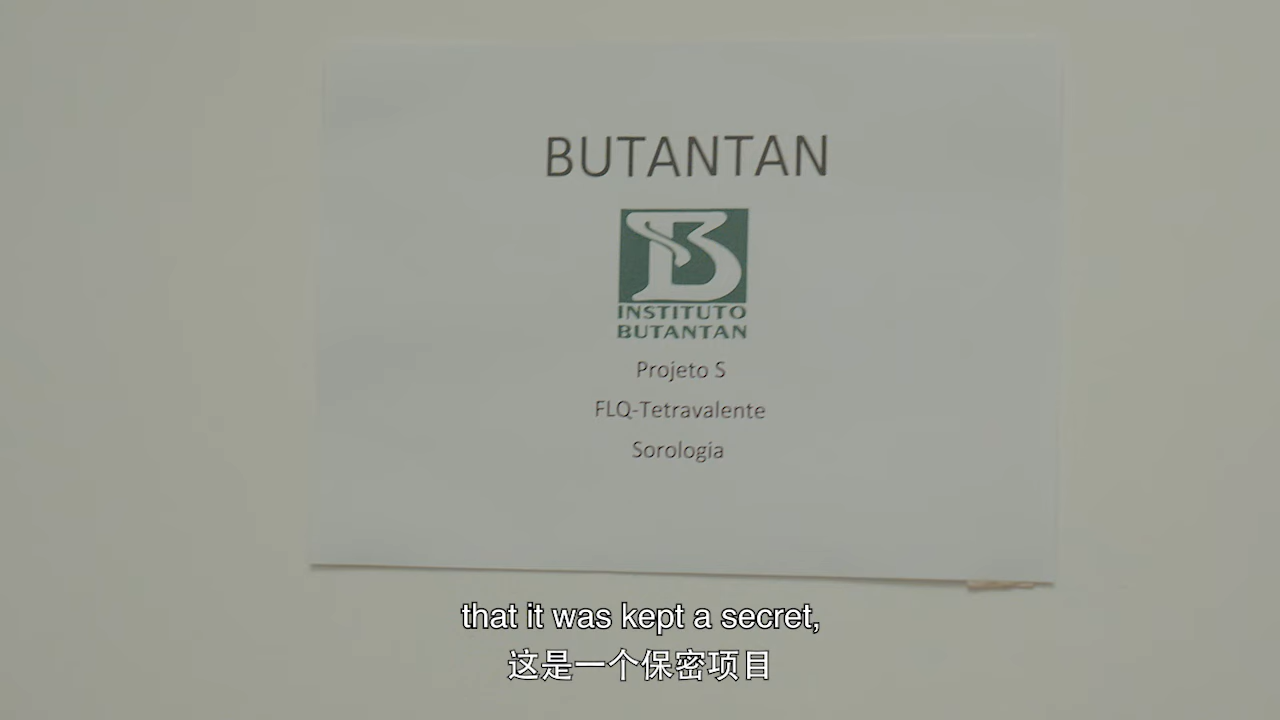 BUTANTAN
INSTITUTO
BUTANTAN
Projeto S
FLQ-Tetravalente
Sorologia
that it was kept a secret,
这是一个保密项目